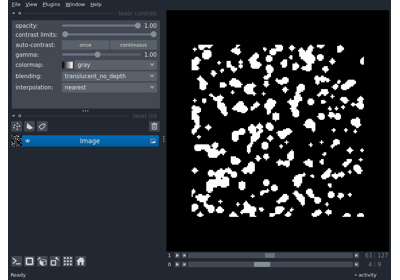 File View Plugins Window Help
layer controls
opacity: 1.00
contrast limits:
auto-contrast: once continuous
gamma: 1.00
colormap: gray
blending: translucent_no_depth
interpolation: nearest
layer list
Image
1 63 127
0 4 9
Ready activity